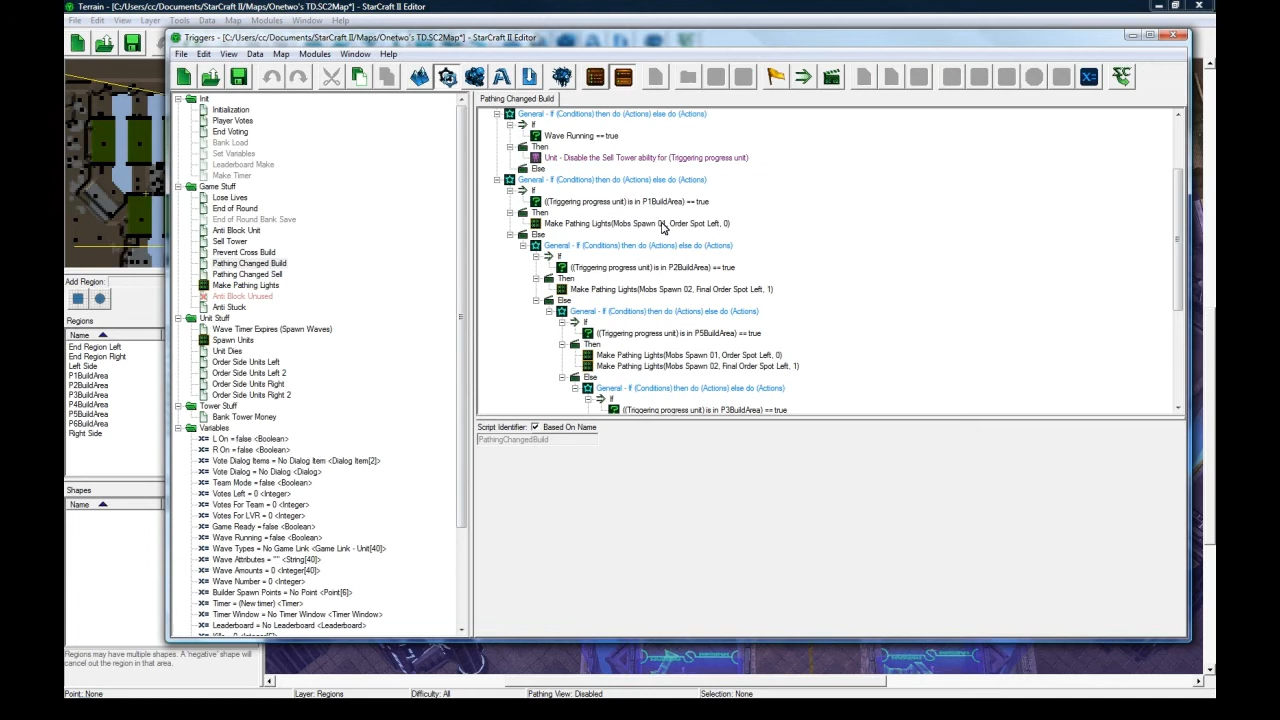 Terrain - [C:/Users/cc/Documents/StarCraft II/Maps/Onetwo's TD.SC2Map*] - StarCraft II Editor
File Edit View Layer Tools Data Map Modules Window Help
Triggers - [C:/Users/cc/Documents/StarCraft II/Maps/Onetwo's TD.SC2Map*] - StarCraft II Editor
File Edit View Data Map Modules Window Help
Add Region:
Regions
Name
End Region Left
End Region Right
Left Side
P1BuildArea
P2BuildArea
P3BuildArea
P4BuildArea
P5BuildArea
P6BuildArea
Right Side
Shapes
Name
Regions may have multiple shapes. A 'negative' shape will
cancel out the region in that area.
Init
Initialization
Player Votes
End Voting
Bank Load
Set Variables
Leaderboard Make
Make Timer
Game Stuff
Lose Lives
End of Round
End of Round Bank Save
Anti Block Unit
Sell Tower
Prevent Cross Build
Pathing Changed Build
Pathing Changed Sell
Make Pathing Lights
Anti Block Unused
Anti Stuck
Unit Stuff
Wave Timer Expires (Spawn Waves)
Spawn Units
Unit Dies
Order Side Units Left
Order Side Units Left 2
Order Side Units Right
Order Side Units Right 2
Tower Stuff
Bank Tower Money
Variables
L On = false <Boolean>
R On = false <Boolean>
Vote Dialog Items = No Dialog Item <Dialog Item[2]>
Vote Dialog = No Dialog <Dialog>
Team Mode = false <Boolean>
Votes Left = 0 <Integer>
Votes For Team = 0 <Integer>
Votes For LVR = 0 <Integer>
Game Ready = false <Boolean>
Wave Running = false <Boolean>
Wave Types = No Game Link <Game Link - Unit[40]>
Wave Attributes = "" <String[40]>
Wave Amounts = 0 <Integer[40]>
Wave Number = 0 <Integer>
Builder Spawn Points = No Point <Point[6]>
Timer = (New timer) <Timer>
Timer Window = No Timer Window <Timer Window>
Leaderboard = No Leaderboard <Leaderboard>
Pathing Changed Build
General - If (Conditions) then do (Actions) else do (Actions)
If
Wave Running == true
Then
Unit - Disable the Sell Tower ability for (Triggering progress unit)
Else
General - If (Conditions) then do (Actions) else do (Actions)
If
((Triggering progress unit) is in P1BuildArea) == true
Then
Make Pathing Lights(Mobs Spawn 01, Order Spot Left, 0)
Else
General - If (Conditions) then do (Actions) else do (Actions)
If
((Triggering progress unit) is in P2BuildArea) == true
Then
Make Pathing Lights(Mobs Spawn 02, Final Order Spot Left, 1)
Else
General - If (Conditions) then do (Actions) else do (Actions)
If
((Triggering progress unit) is in P5BuildArea) == true
Then
Make Pathing Lights(Mobs Spawn 01, Order Spot Left, 0)
Make Pathing Lights(Mobs Spawn 02, Final Order Spot Left, 1)
Else
General - If (Conditions) then do (Actions) else do (Actions)
If
((Triggering progress unit) is in P3BuildArea) == true
Script Identifier: Based On Name
PathingChangedBuild
Point: None Layer: Regions Difficulty: All Pathing View: Disabled Selection: None